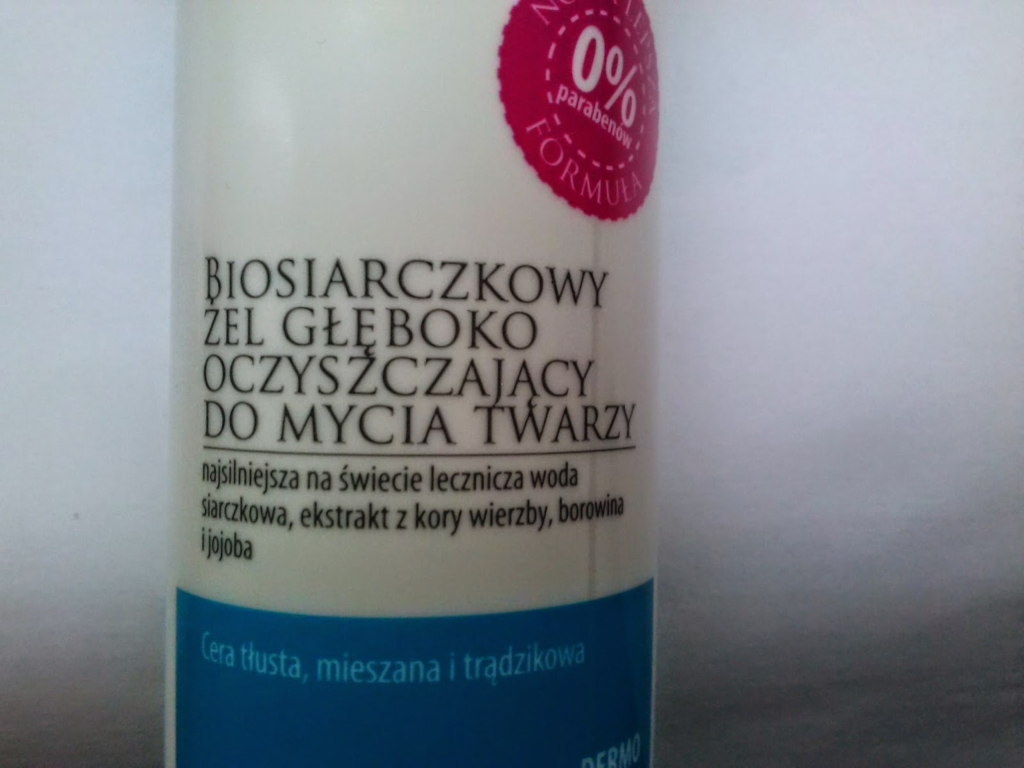 0%
parabenów
FORMUŁA
BIOSIARCZKOWY
ŻEL GŁĘBOKO
OCZYSZCZAJĄCY
DO MYCIA TWARZY
najsilniejsza na świecie lecznicza woda
siarczkowa, ekstrakt z kory wierzby, borowina
i jojoba
Cera tłusta, mieszana i trądzikowa
DERMO